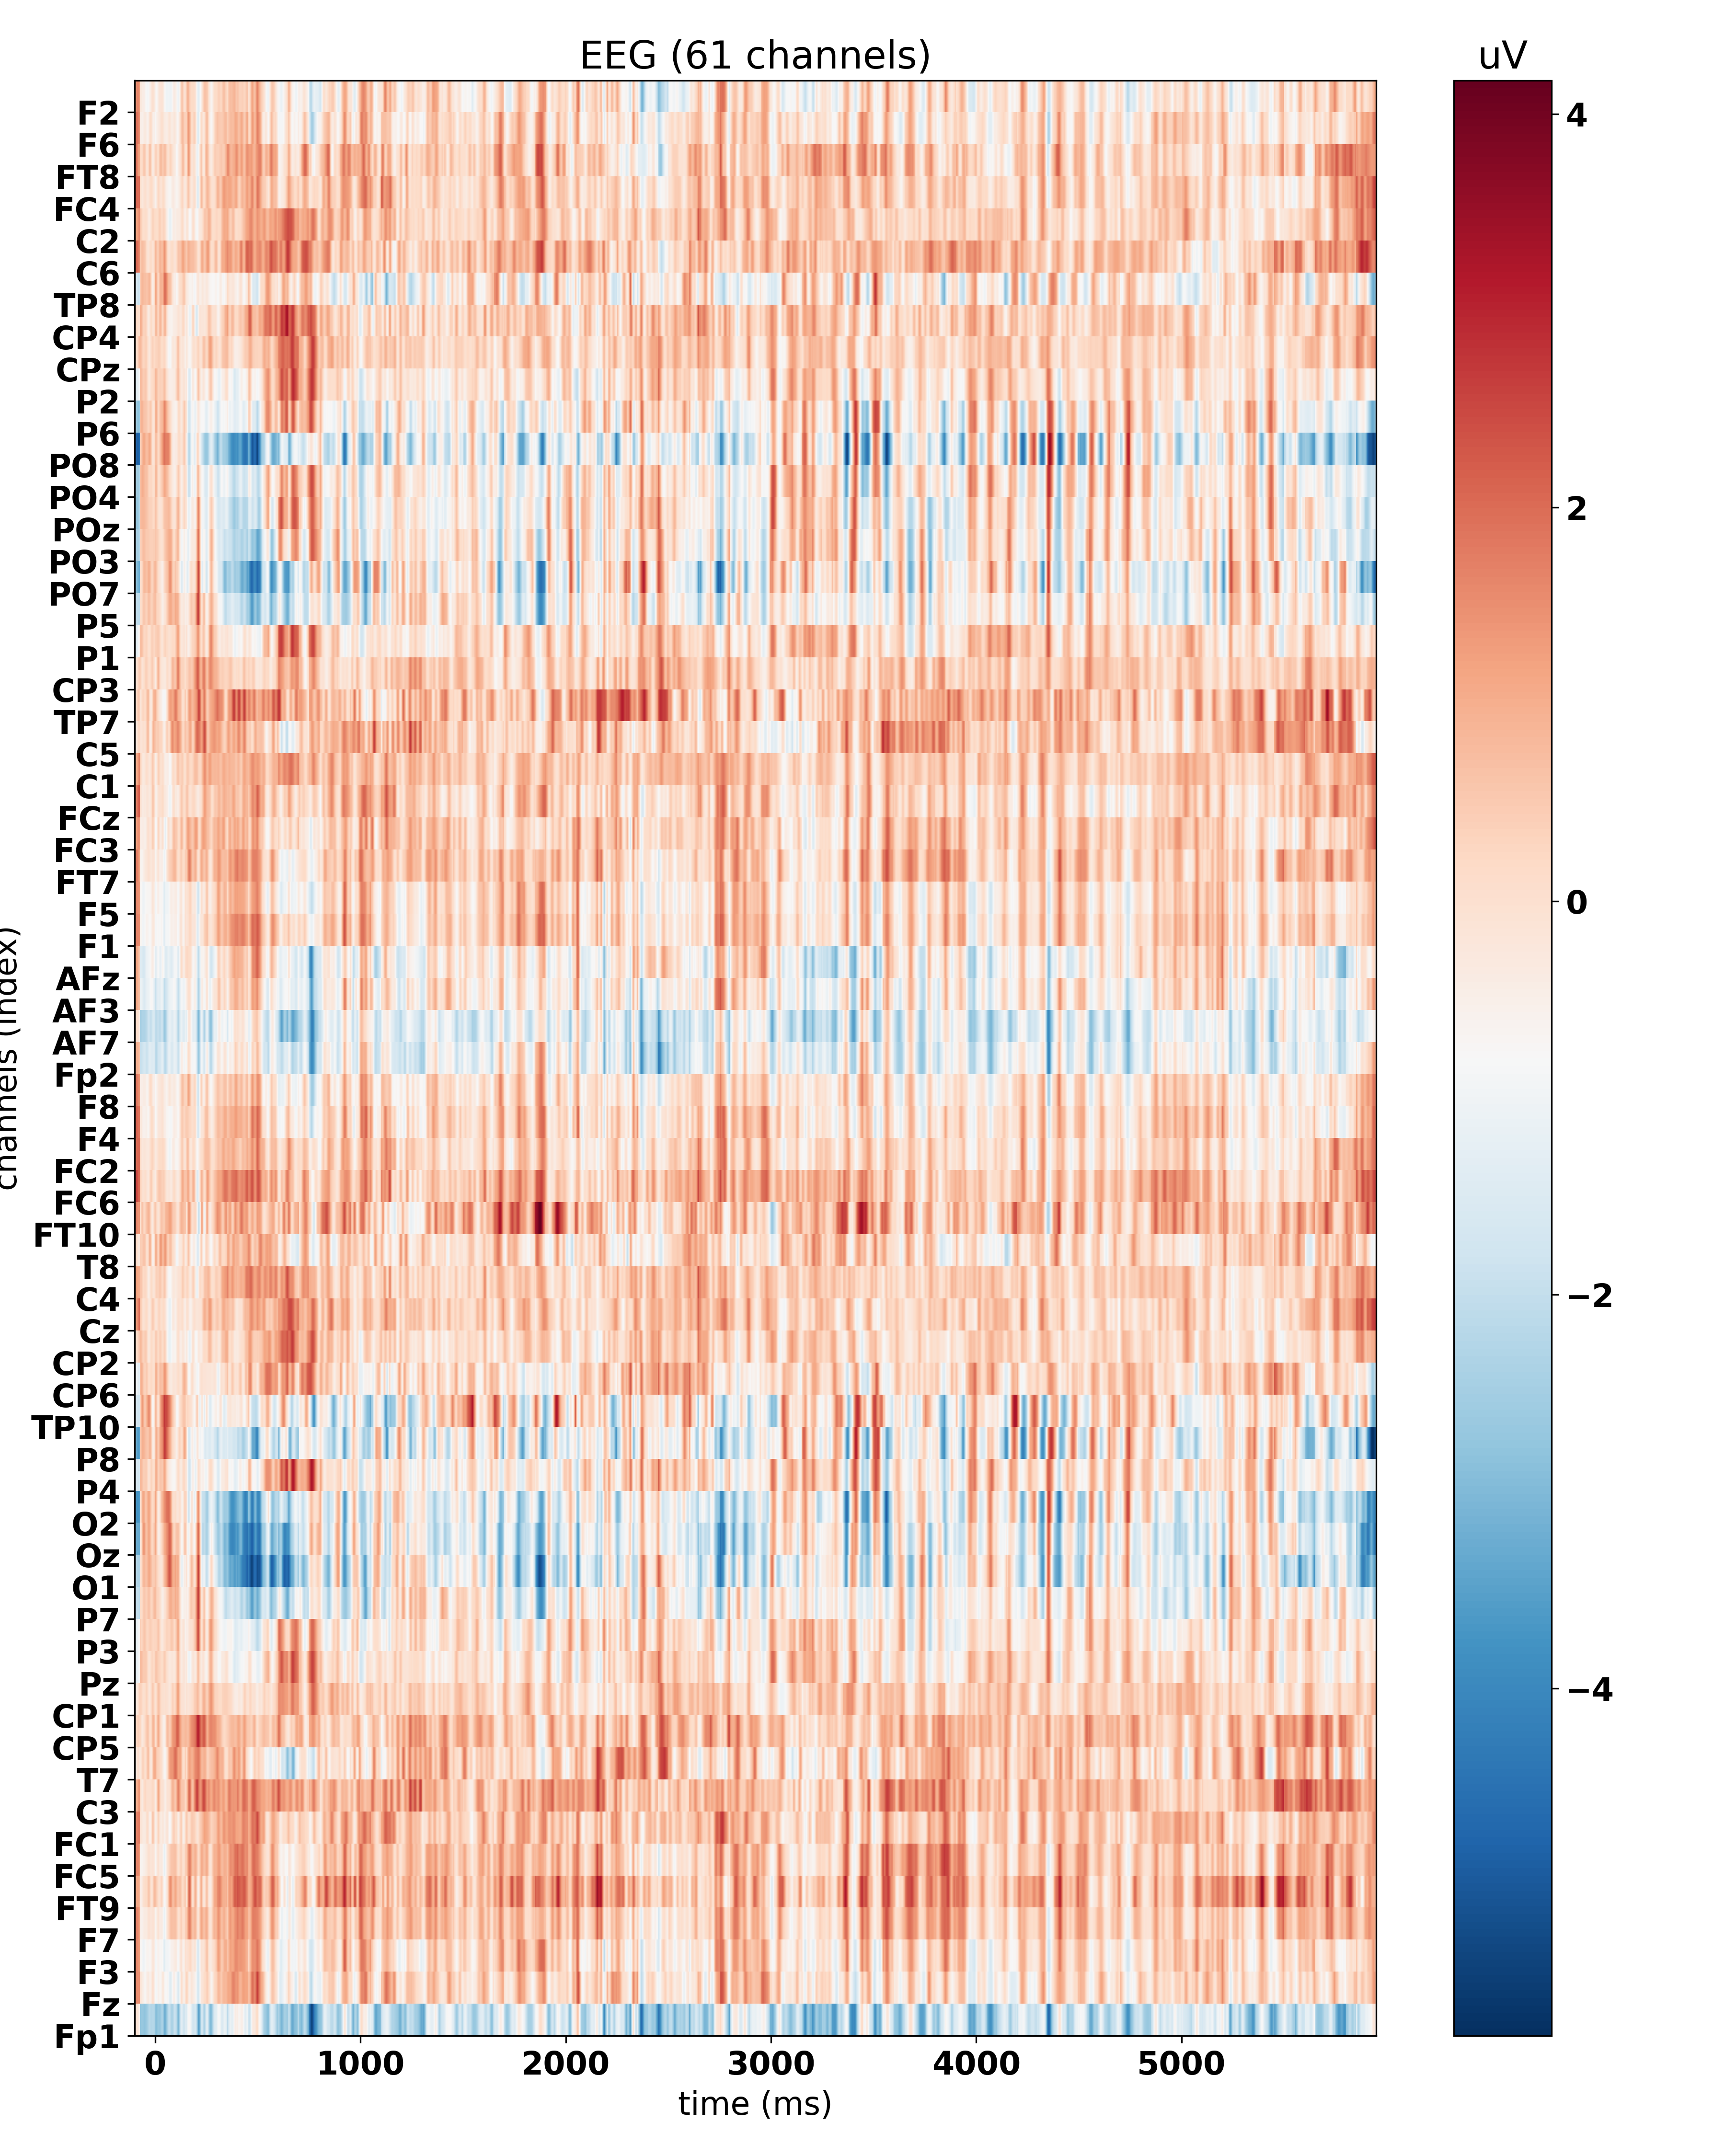 EEG (61 channels)
uV
F2
F6
FT8
FC4
C2
C6
TP8
CP4
CPz
P2
P6
PO8
PO4
POz
PO3
PO7
P5
P1
CP3
TP7
C5
C1
FCz
FC3
FT7
F5
F1
AFz
AF3
AF7
Fp2
F8
F4
FC2
FC6
FT10
T8
C4
Cz
CP2
CP6
TP10
P8
P4
O2
Oz
O1
P7
P3
Pz
CP1
CP5
T7
C3
FC1
FC5
FT9
F7
F3
Fz
Fp1
channels (index)
0 1000 2000 3000 4000 5000
time (ms)
4
2
0
−2
−4